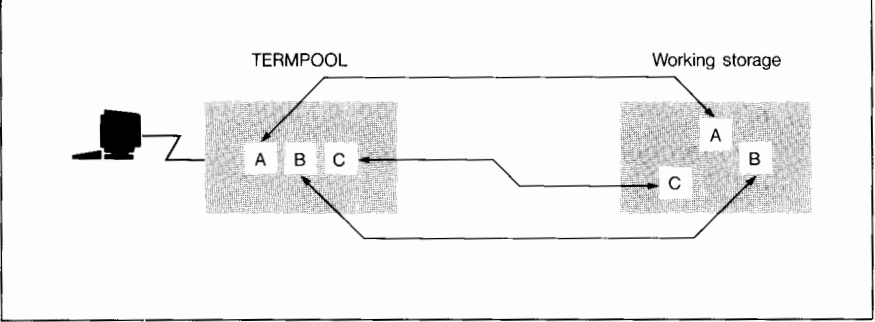 TERMPOOL
Working storage
A B C
A
B
C